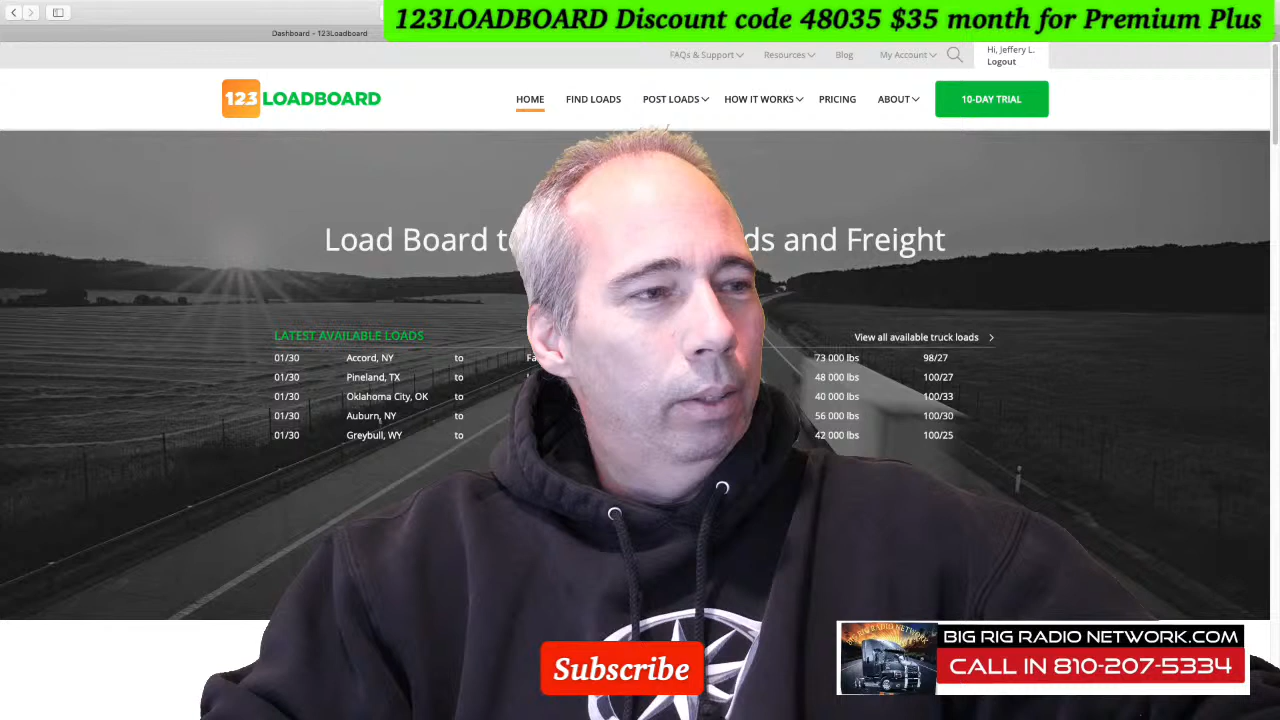 123LOADBOARD Discount code 48035 $35 month for Premium Plus
Dashboard - 123Loadboard
FAQs & Support
Resources
Blog
My Account
Hi, Jeffery L.
Logout
123 LOADBOARD
HOME
FIND LOADS
POST LOADS
HOW IT WORKS
PRICING
ABOUT
10-DAY TRIAL
Load Board t ds and Freight
LATEST AVAILABLE LOADS
View all available truck loads
01/30 Accord, NY to Fa 73 000 lbs 98/27
01/30 Pineland, TX to 48 000 lbs 100/27
01/30 Oklahoma City, OK to 40 000 lbs 100/33
01/30 Auburn, NY to 56 000 lbs 100/30
01/30 Greybull, WY to 42 000 lbs 100/25
Subscribe
BIG RIG RADIO NETWORK
BIG RIG RADIO NETWORK.COM
CALL IN 810-207-5334